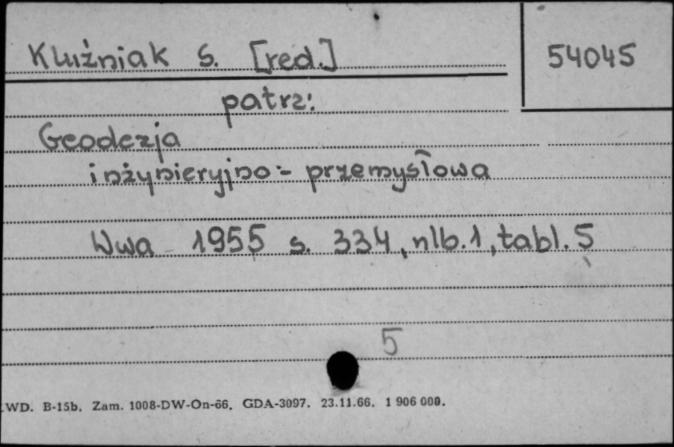 Kluźniak S. [red.]
54045
patrz:
Geodezja
inżynieryjno-przemysłowa
Wwa 1955 s. 334, nlb.1, tabl. 5
5
WD. B-15b. Zam. 1008-DW-On-66. GDA-3097. 23.11.66. 1 906 000.